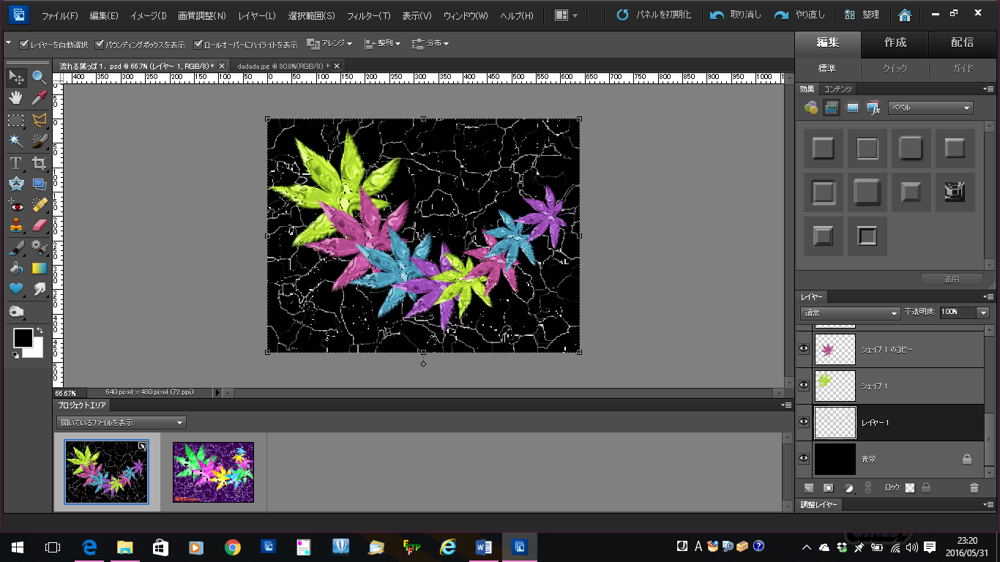 ファイル(F) 編集(E) イメージ(I) 画質調整(N) レイヤー(L) 選択範囲(S) フィルター(T) 表示(V) ウィンドウ(W) ヘルプ(H) パネルを初期化 取り消し やり直し 整理
レイヤーを自動選択 バウンディングボックスを表示 ロールオーバーにハイライトを表示 アレンジ 整列 分布
編集 作成 配信
標準 クイック ガイド
流れる葉っぱ１．psd @ 66.7% (レイヤー 1, RGB/8) *
dadada.jpg @ 80.8%(RGB/8) *
400 350 300 250 200 150 100 50 0 50 100 150 200 250 300 350 400 450 500 550 600 650 700 750 800 850 900 950 1000
0
50
100
150
200
250
300
350
400
450
500
効果 コンテンツ
ベベル
適用
レイヤー
通常 不透明度: 100%
シェイプ 1 のコピー
シェイプ 1
レイヤー 1
背景
ロック:
調整レイヤー
66.67% 640 pixel x 480 pixel (72 ppi)
プロジェクトエリア
開いているファイルを表示
FFTP
A
23:20
2016/05/31